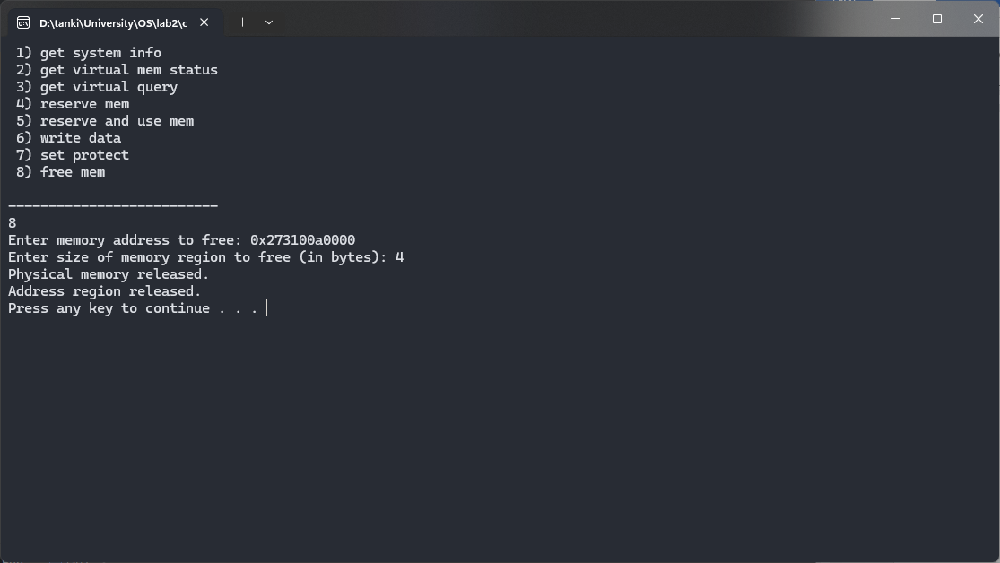 D:\tanki\University\OS\lab2\c
1) get system info
2) get virtual mem status
3) get virtual query
4) reserve mem
5) reserve and use mem
6) write data
7) set protect
8) free mem
--------------------------
8
Enter memory address to free: 0x273100a0000
Enter size of memory region to free (in bytes): 4
Physical memory released.
Address region released.
Press any key to continue . . .